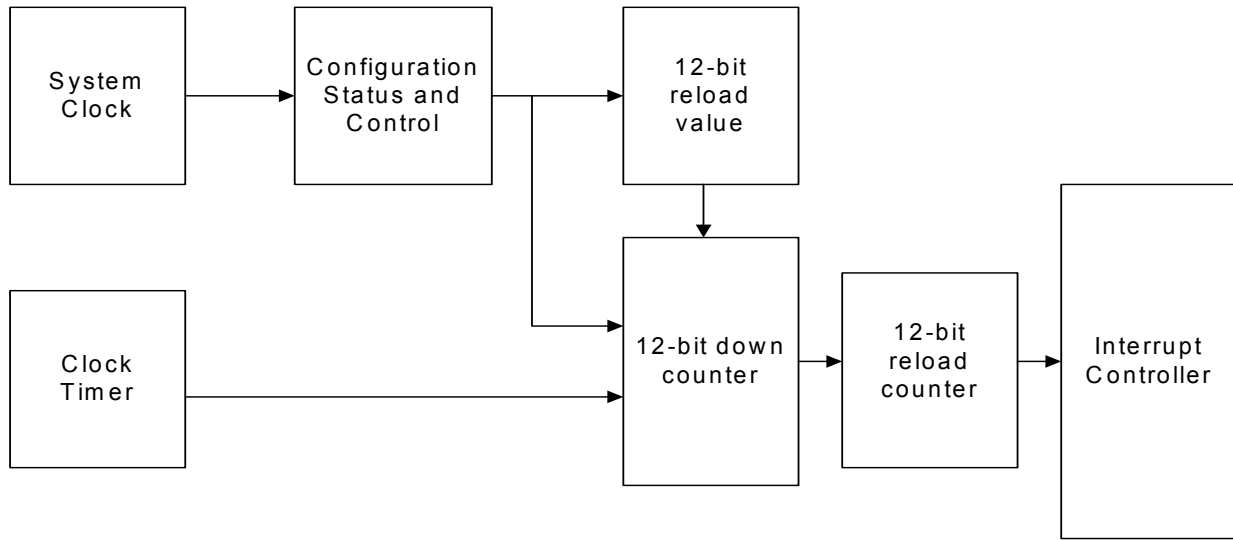 System
Clock
Configuration
Status and
Control
12-bit
reload
value
Clock
Timer
12-bit down
counter
12-bit
reload
counter
Interrupt
Controller